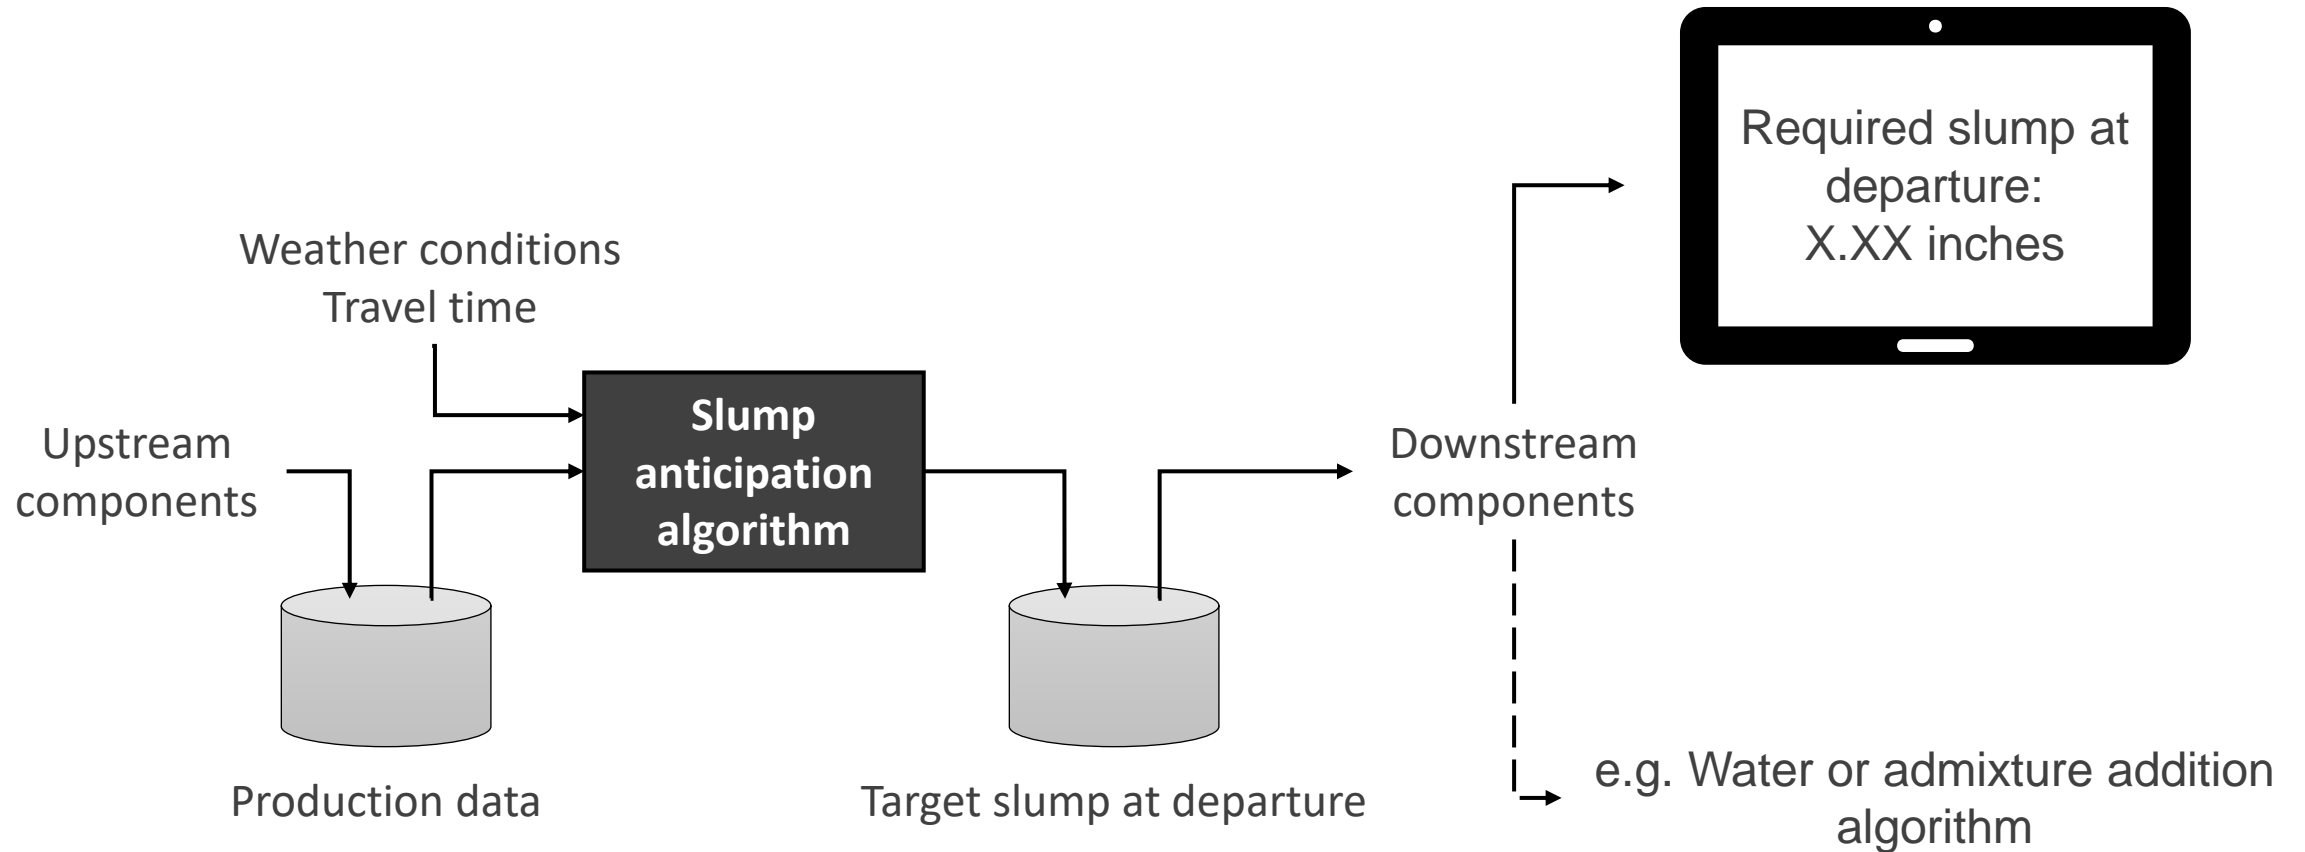 Required slump at
departure:
X.XX inches
Weather conditions
Travel time
Slump
anticipation
algorithm
Upstream
components
Downstream
components
Production data
Target slump at departure
e.g. Water or admixture addition
algorithm